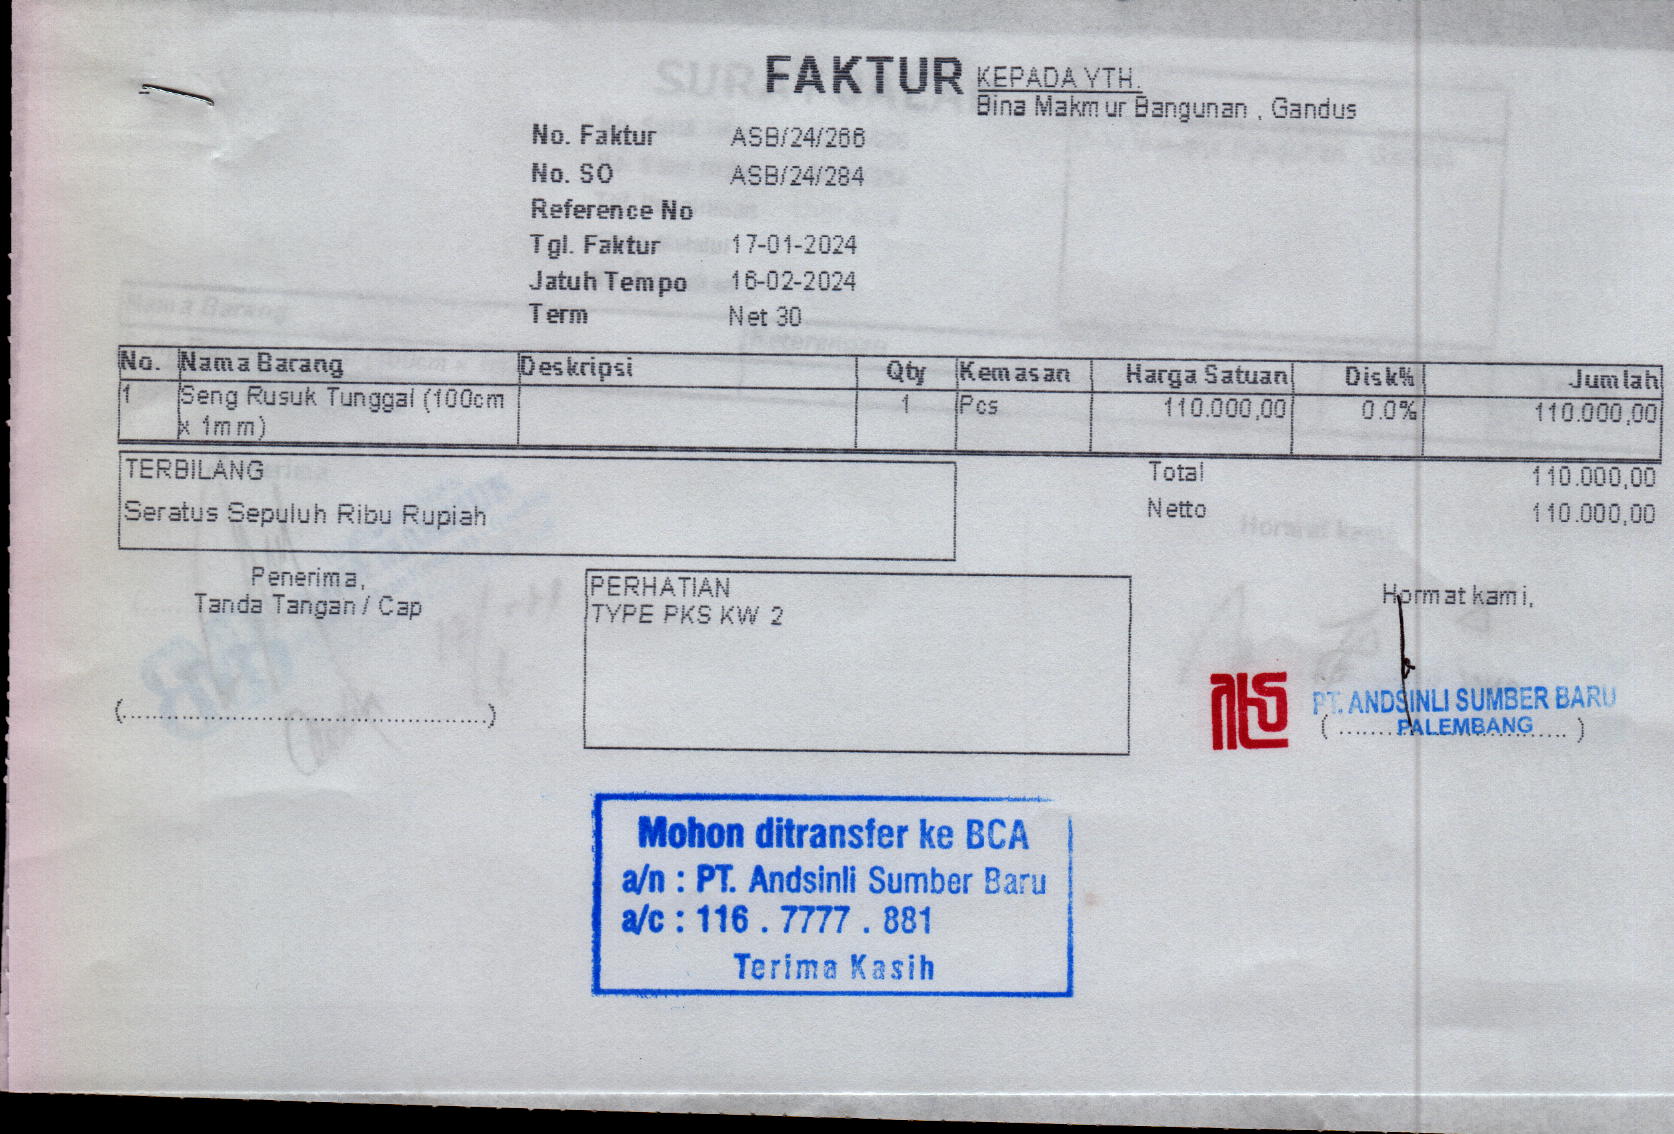 FAKTUR
KEPADA YTH.
Bina Makmur Bangunan , Gandus
No. Faktur ASB/24/266
No. SO ASB/24/284
Reference No
Tgl. Faktur 17-01-2024
Jatuh Tempo 16-02-2024
Term Net 30
No. Nama Barang Deskripsi Qty Kemasan Harga Satuan Disk% Jumlah
1 Seng Rusuk Tunggal (100cm 1 Pcs 110.000,00 0.0% 110.000,00
x 1mm)
TERBILANG
Seratus Sepuluh Ribu Rupiah
Total 110.000,00
Netto 110.000,00
Penerima,
Tanda Tangan / Cap
(................................................)
PERHATIAN
TYPE PKS KW 2
Hormat kami,
PT. ANDSINLI SUMBER BARU
PALEMBANG
Mohon ditransfer ke BCA
a/n : PT. Andsinli Sumber Baru
a/c : 116 . 7777 . 881
Terima Kasih